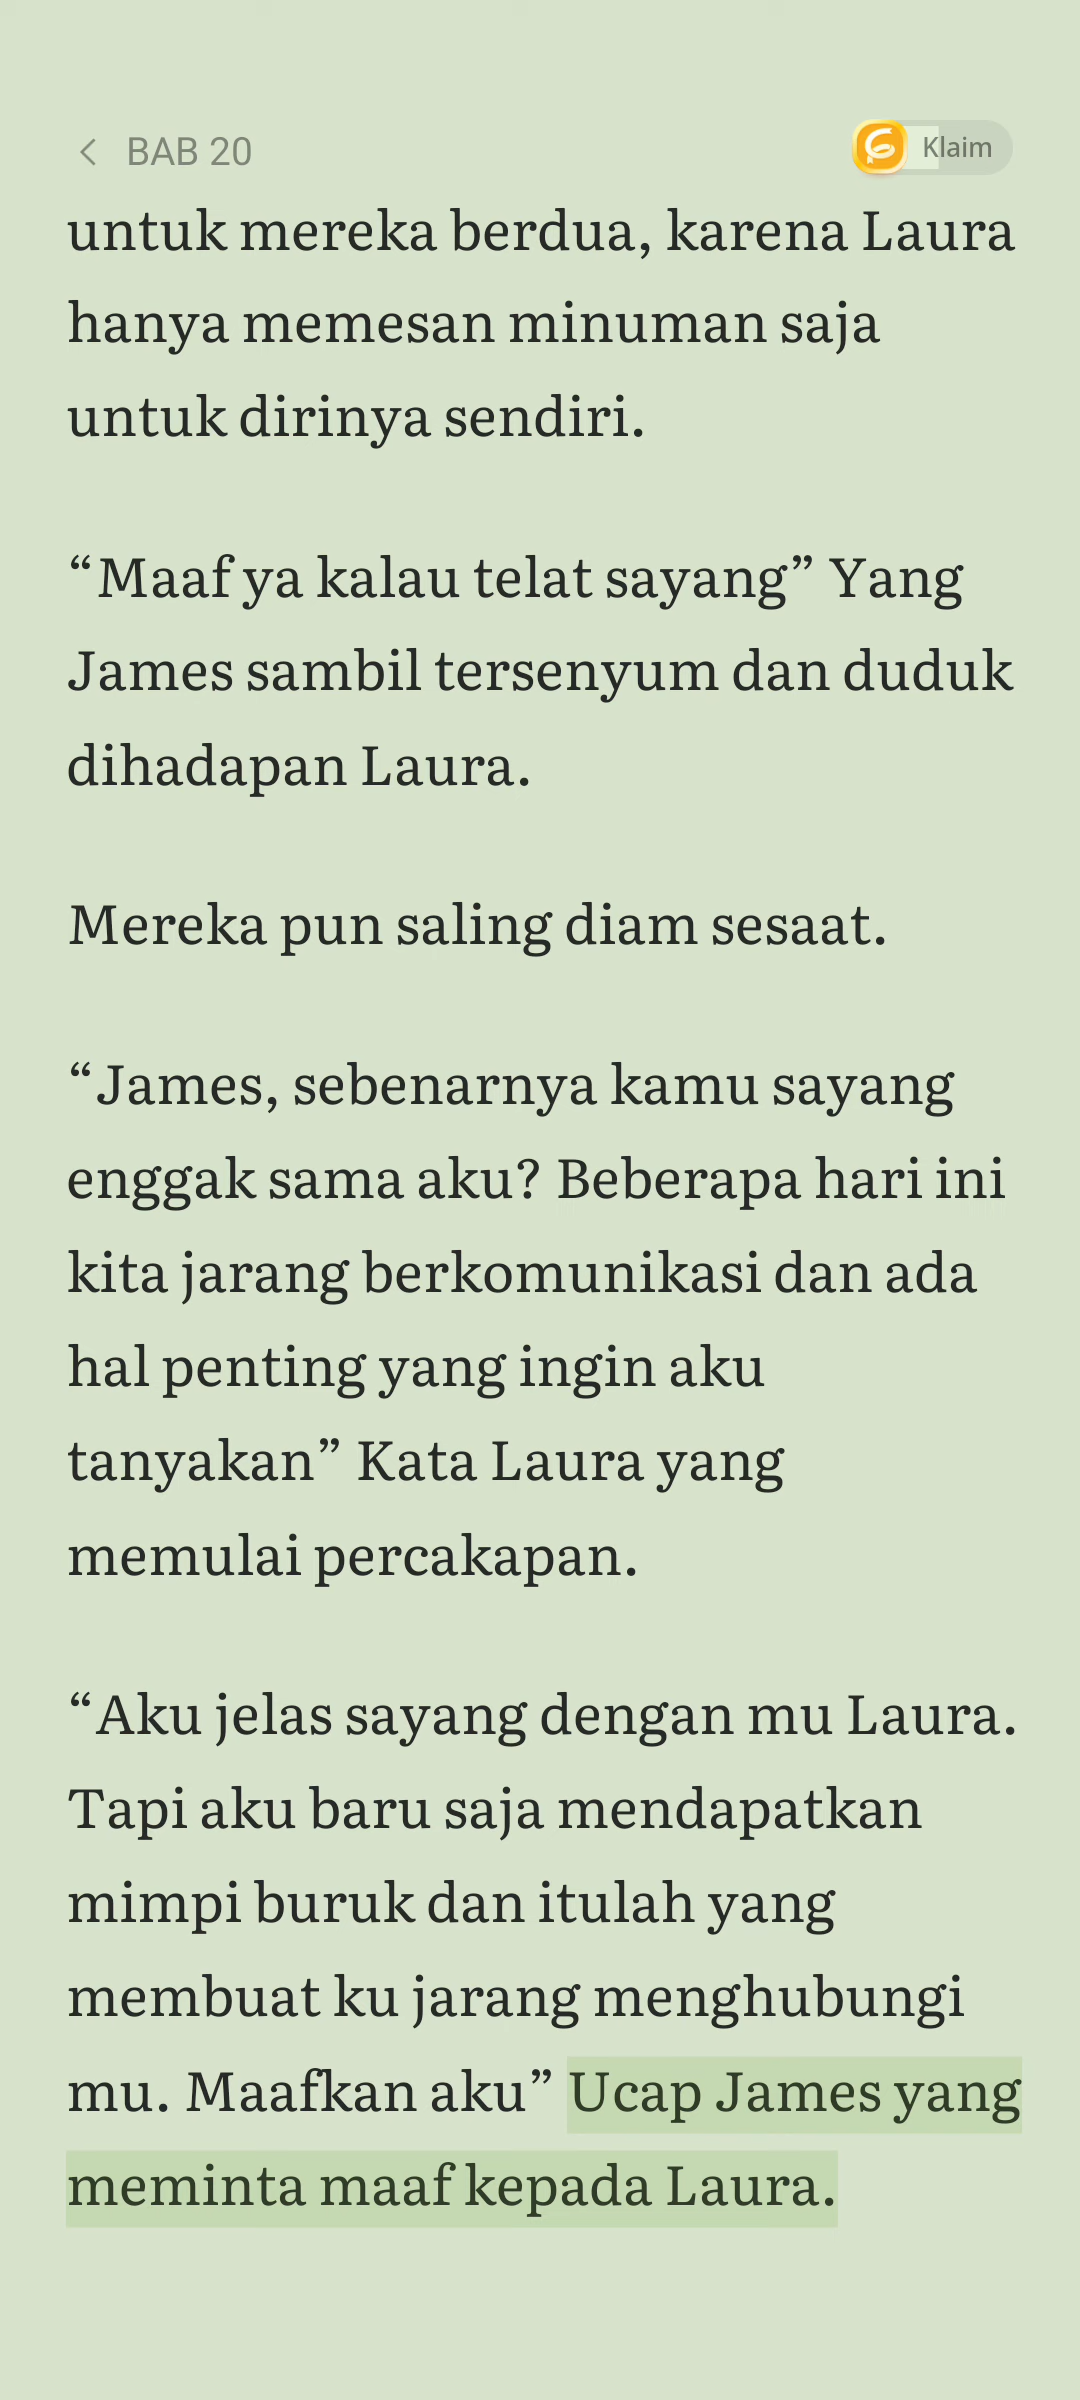 BAB 20
Klaim
untuk mereka berdua, karena Laura
hanya memesan minuman saja
untuk dirinya sendiri.
“Maaf ya kalau telat sayang” Yang
James sambil tersenyum dan duduk
dihadapan Laura.
Mereka pun saling diam sesaat.
“James, sebenarnya kamu sayang
enggak sama aku? Beberapa hari ini
kita jarang berkomunikasi dan ada
hal penting yang ingin aku
tanyakan” Kata Laura yang
memulai percakapan.
“Aku jelas sayang dengan mu Laura.
Tapi aku baru saja mendapatkan
mimpi buruk dan itulah yang
membuat ku jarang menghubungi
mu. Maafkan aku” Ucap James yang
meminta maaf kepada Laura.